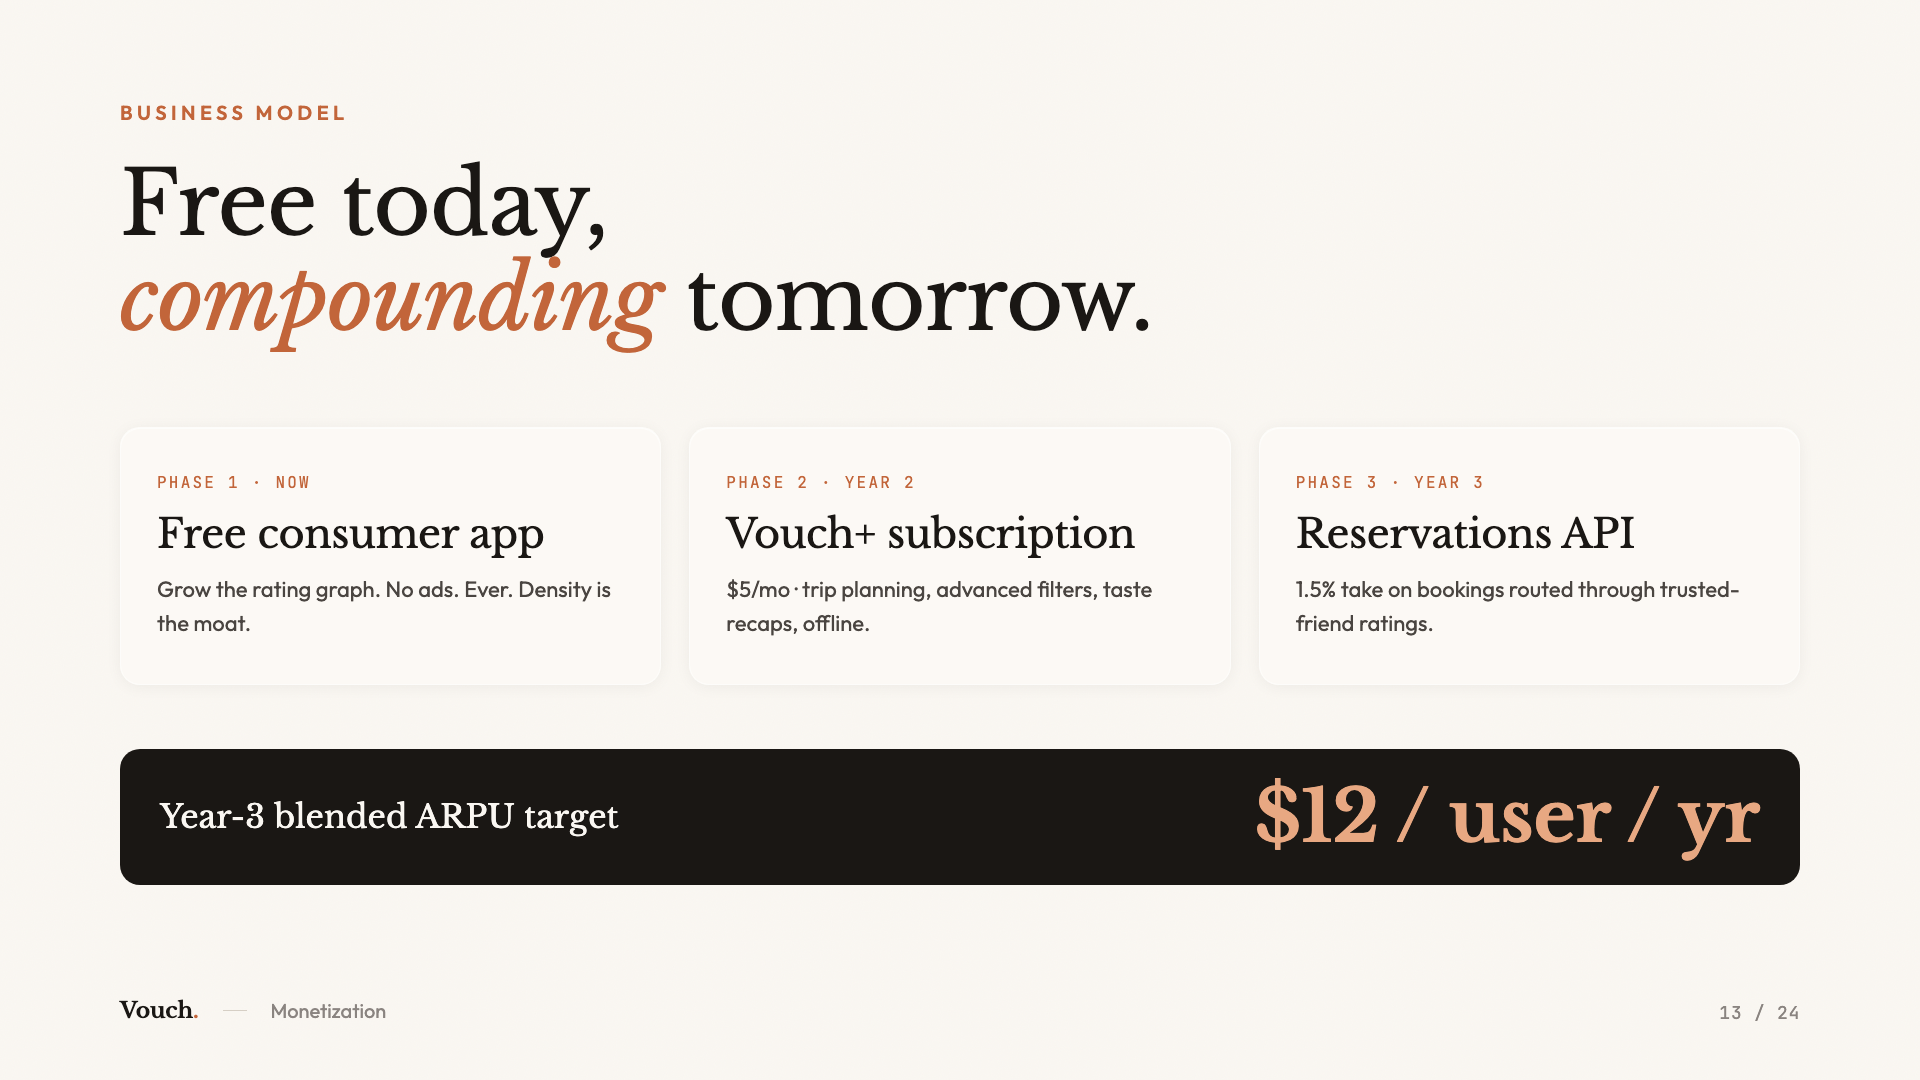 BUSINESS MODEL
Free today,
compounding tomorrow.
PHASE 1 · NOW
Free consumer app
Grow the rating graph. No ads. Ever. Density is
the moat.
PHASE 2 · YEAR 2
Vouch+ subscription
$5/mo · trip planning, advanced filters, taste
recaps, offline.
PHASE 3 · YEAR 3
Reservations API
1.5% take on bookings routed through trusted-
friend ratings.
Year-3 blended ARPU target
$12 / user / yr
Vouch. — Monetization
13 / 24